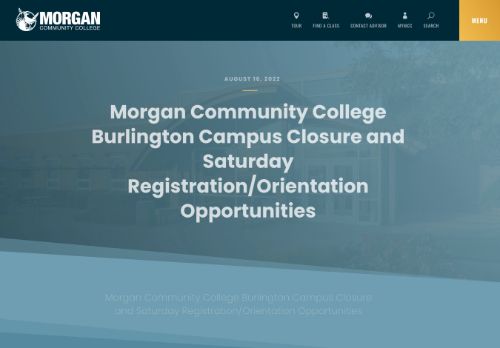 MORGAN
COMMUNITY COLLEGE
TOUR
FIND A CLASS
CONTACT ADVISOR
MYMCC
SEARCH
MENU
AUGUST 16, 2022
Morgan Community College
Burlington Campus Closure and
Saturday
Registration/Orientation
Opportunities
Morgan Community College Burlington Campus Closure
and Saturday Registration/Orientation Opportunities